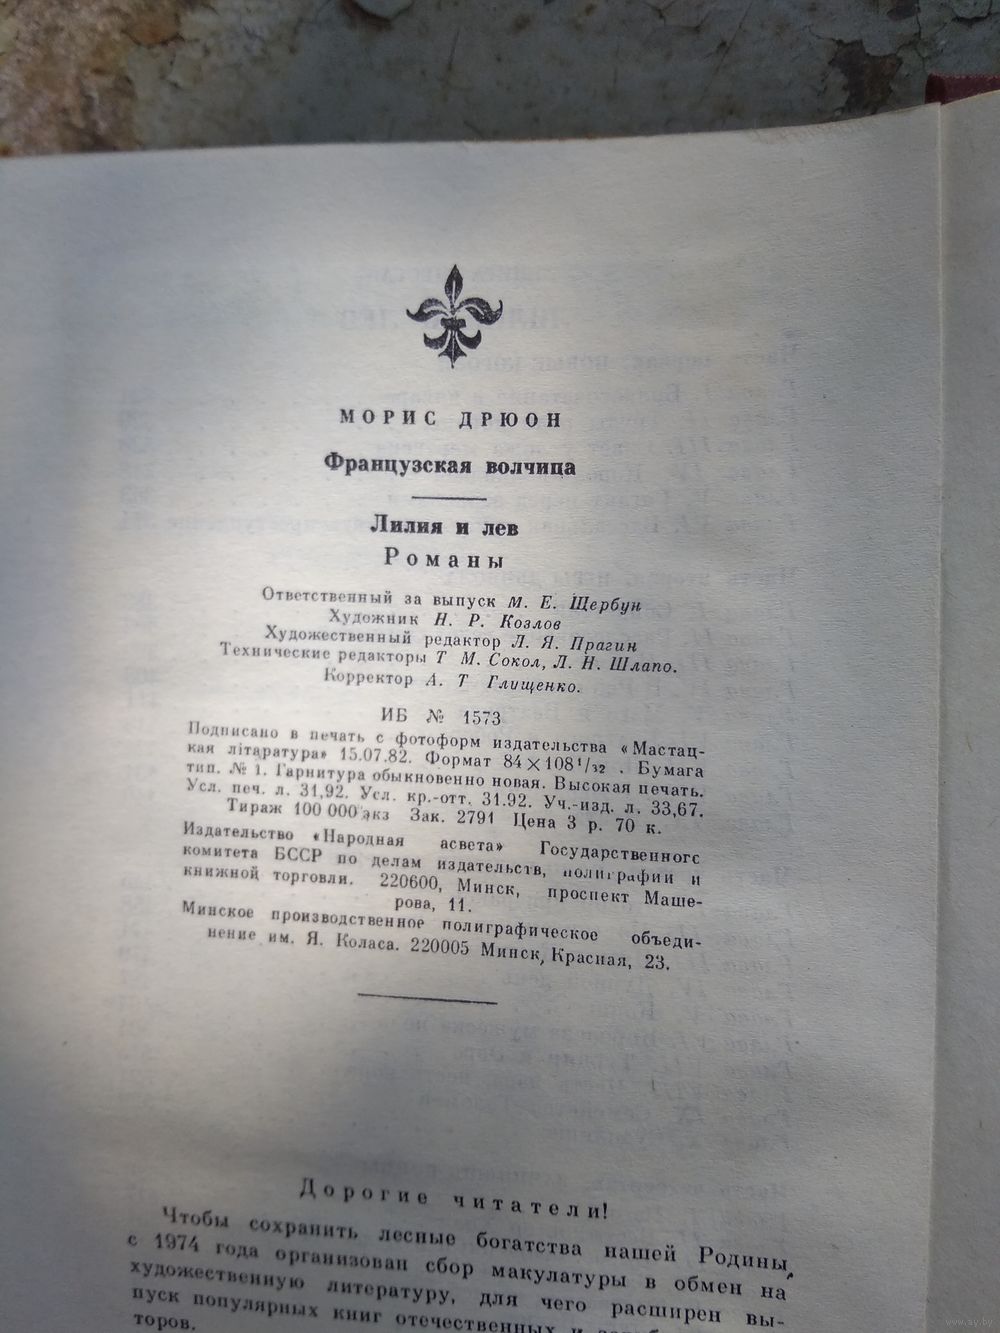 МОРИС ДРЮОН
Французская волчица
Лилия и лев
Романы
Ответственный за выпуск М. Е. Щербун
Художник Н. Р. Козлов
Художественный редактор Л. Я. Прагин
Технические редакторы Т М. Сокол, Л. Н. Шлапо.
Корректор А. Т Глищенко.
ИБ № 1573
Подписано в печать с фотоформ издательства «Мастац-
кая літаратура» 15.07.82. Формат 84×108 1/32 . Бумага
тип. № 1. Гарнитура обыкновенно новая. Высокая печать.
Усл. печ. л. 31,92. Усл. кр.-отт. 31.92. Уч.-изд. л. 33,67.
Тираж 100 000 экз Зак. 2791 Цена 3 р. 70 к.
Издательство «Народная асвета» Государственногс
комитета БССР по делам издательств, полиграфии и
книжной торговли. 220600, Минск, проспект Маше-
рова, 11.
Минское производственное полиграфическое объеди-
нение им. Я. Коласа. 220005 Минск, Красная, 23.
Дорогие читатели!
Чтобы сохранить лесные богатства нашей Родины,
с 1974 года организован сбор макулатуры в обмен на
художественную литературу, для чего расширен вы-
пуск популярных книг отечественных и
торов.
www.ay.by